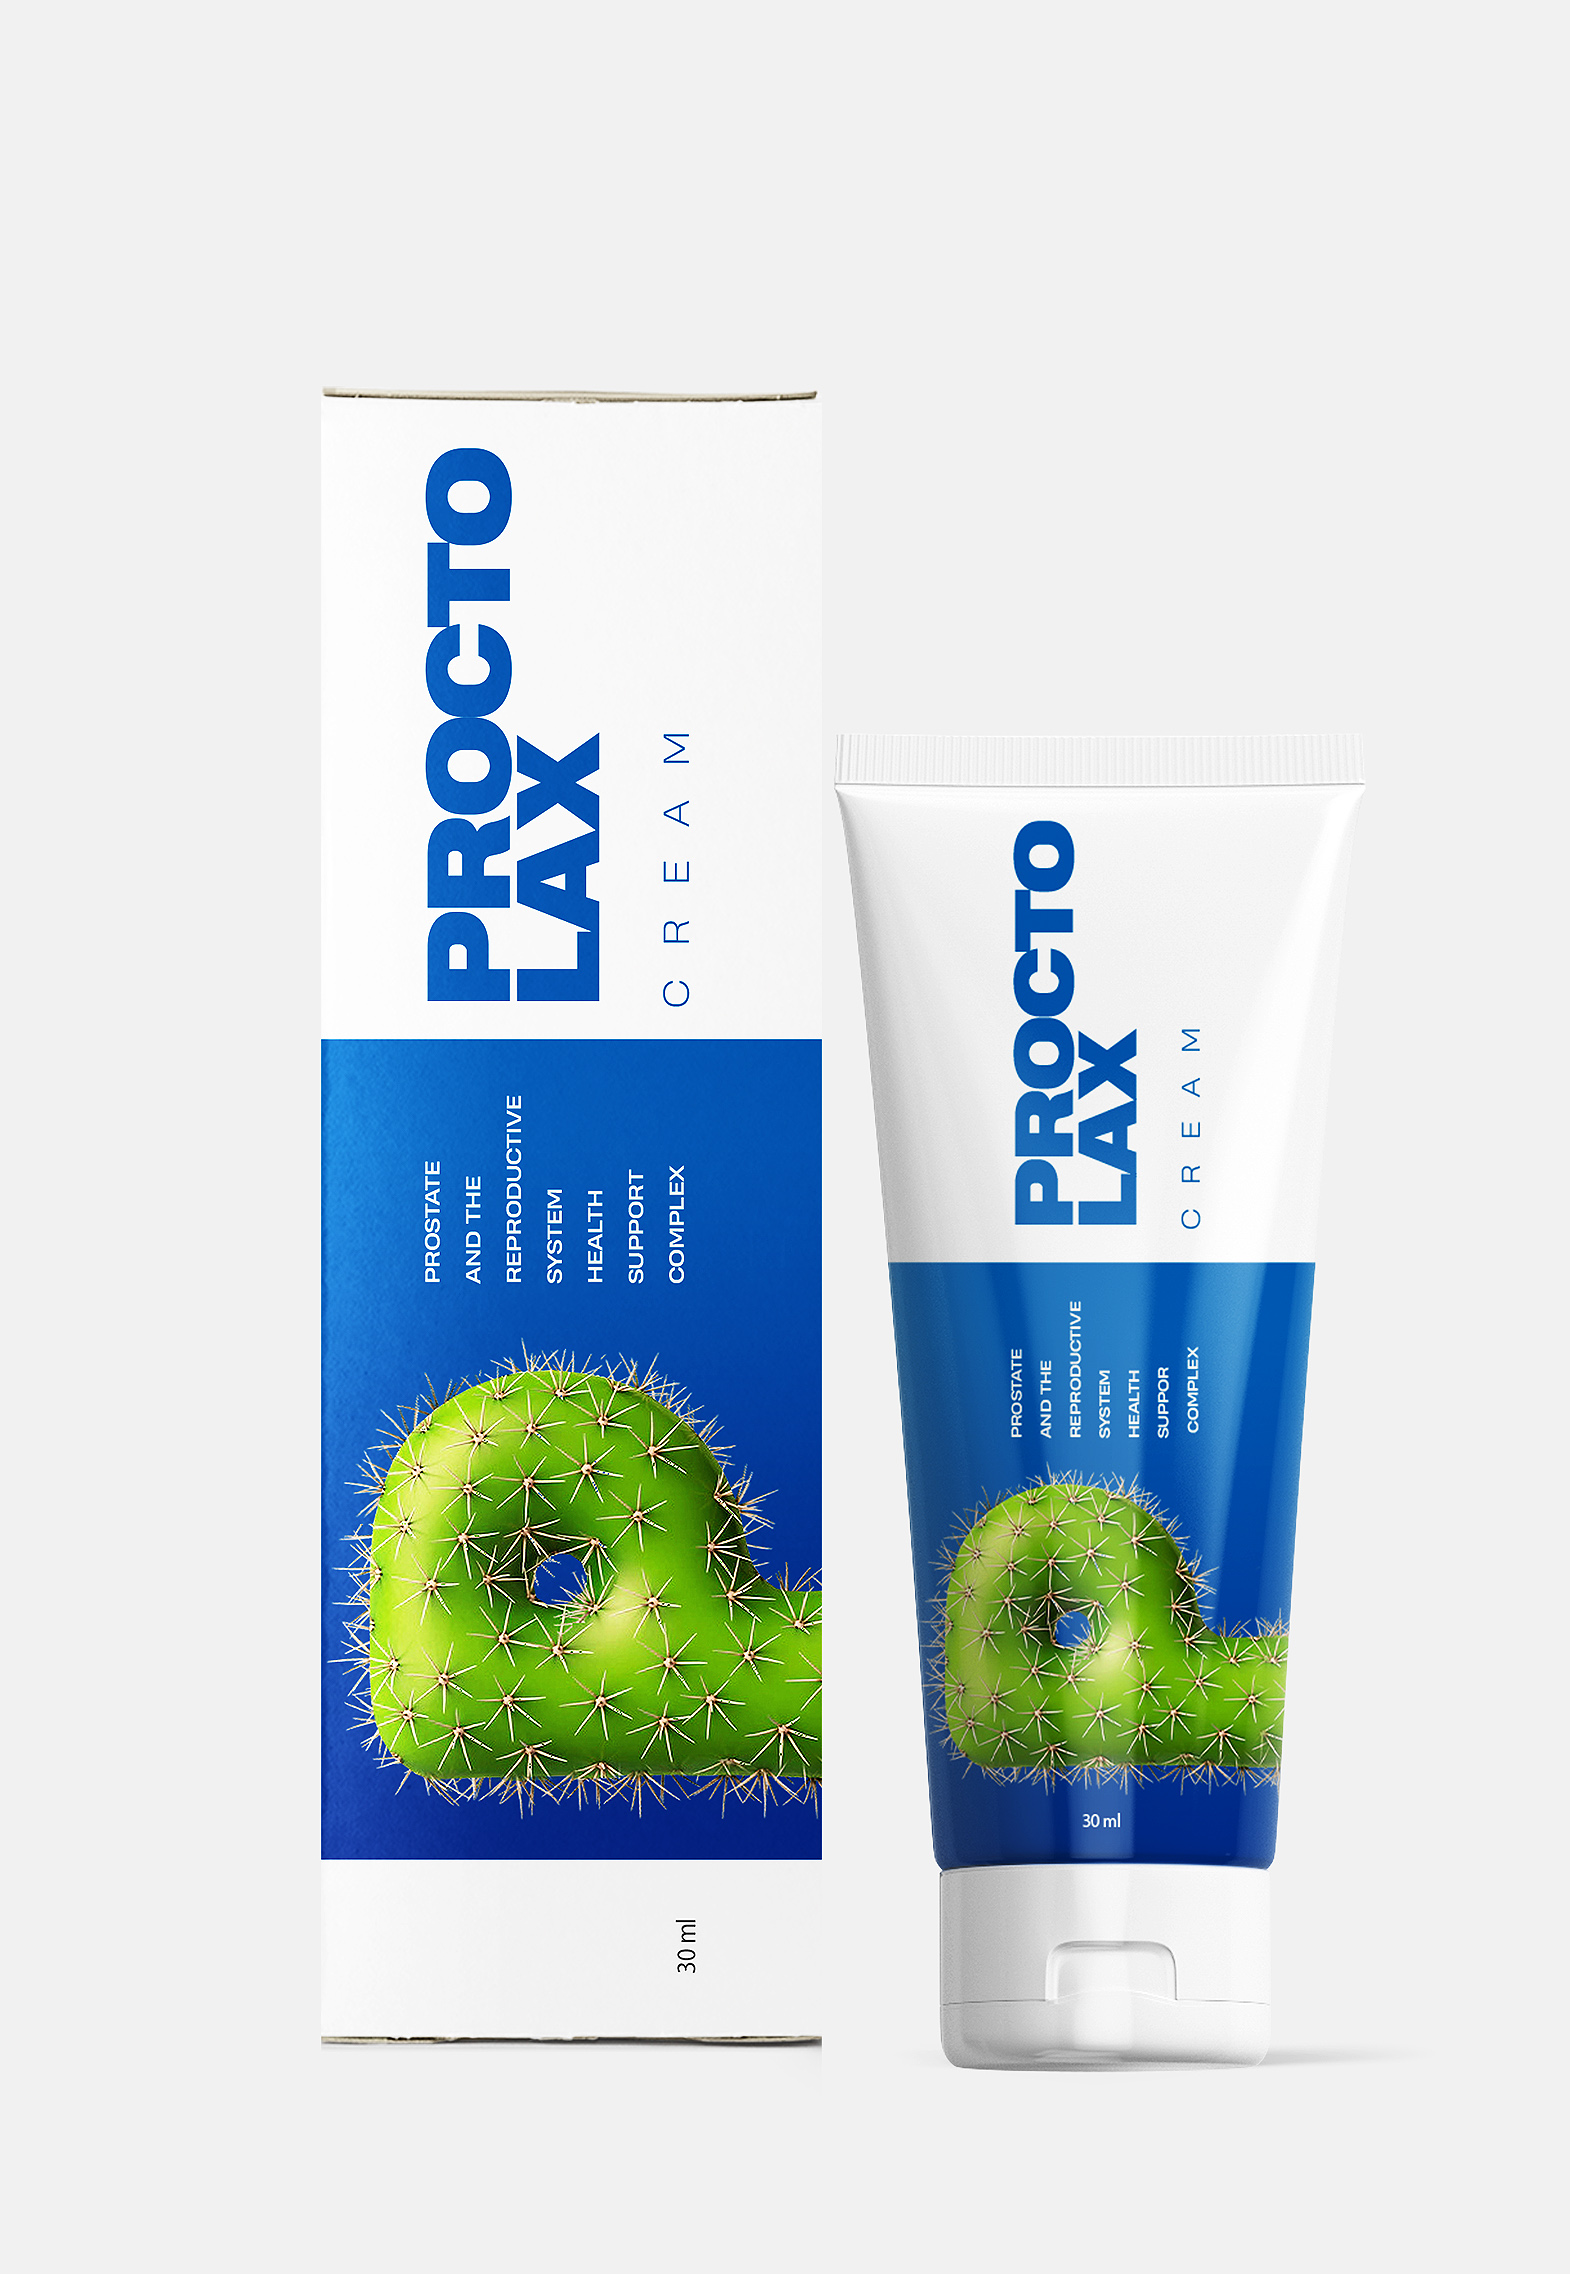 PROCTO
LAX
CREAM
PROSTATE
AND THE
REPRODUCTIVE
SYSTEM
HEALTH
SUPPORT
COMPLEX
30 ml
PROCTO
LAX
CREAM
PROSTATE
AND THE
REPRODUCTIVE
SYSTEM
HEALTH
SUPPOR
COMPLEX
30 ml